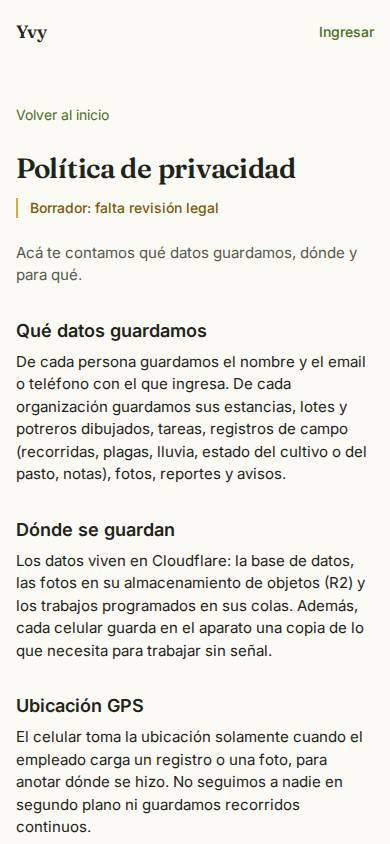 Yvy
Ingresar
Volver al inicio
Política de privacidad
Borrador: falta revisión legal
Acá te contamos qué datos guardamos, dónde y
para qué.
Qué datos guardamos
De cada persona guardamos el nombre y el email
o teléfono con el que ingresa. De cada
organización guardamos sus estancias, lotes y
potreros dibujados, tareas, registros de campo
(recorridas, plagas, lluvia, estado del cultivo o del
pasto, notas), fotos, reportes y avisos.
Dónde se guardan
Los datos viven en Cloudflare: la base de datos,
las fotos en su almacenamiento de objetos (R2) y
los trabajos programados en sus colas. Además,
cada celular guarda en el aparato una copia de lo
que necesita para trabajar sin señal.
Ubicación GPS
El celular toma la ubicación solamente cuando el
empleado carga un registro o una foto, para
anotar dónde se hizo. No seguimos a nadie en
segundo plano ni guardamos recorridos
continuos.